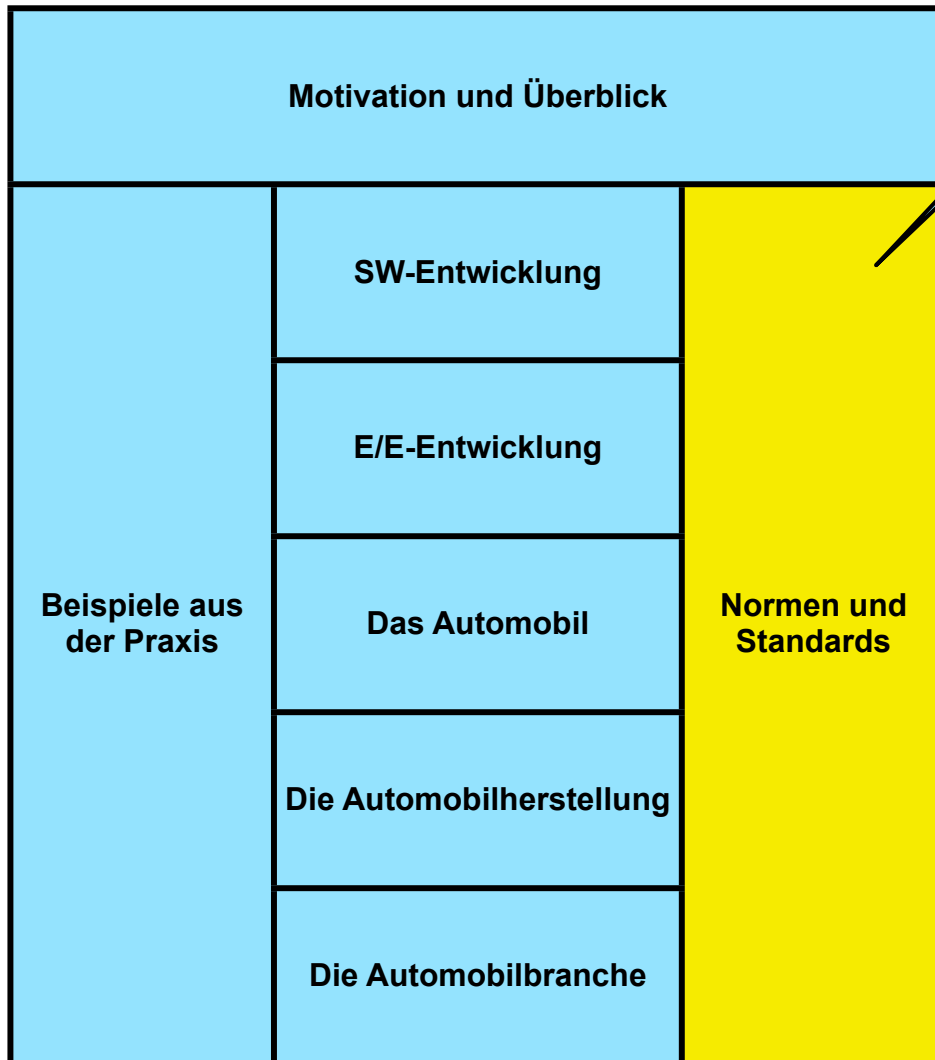 Motivation und Überblick
SW-Entwicklung
E/E-Entwicklung
Beispiele aus
der Praxis
Das Automobil
Normen und
Standards
Die Automobilherstellung
Die Automobilbranche